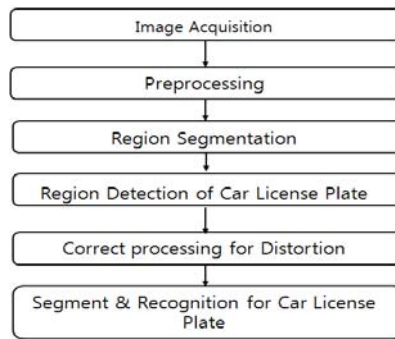 Image Acquisition
Preprocessing
Region Segmentation
Region Detection of Car License Plate
Correct processing for Distortion
Segment & Recognition for Car License
Plate